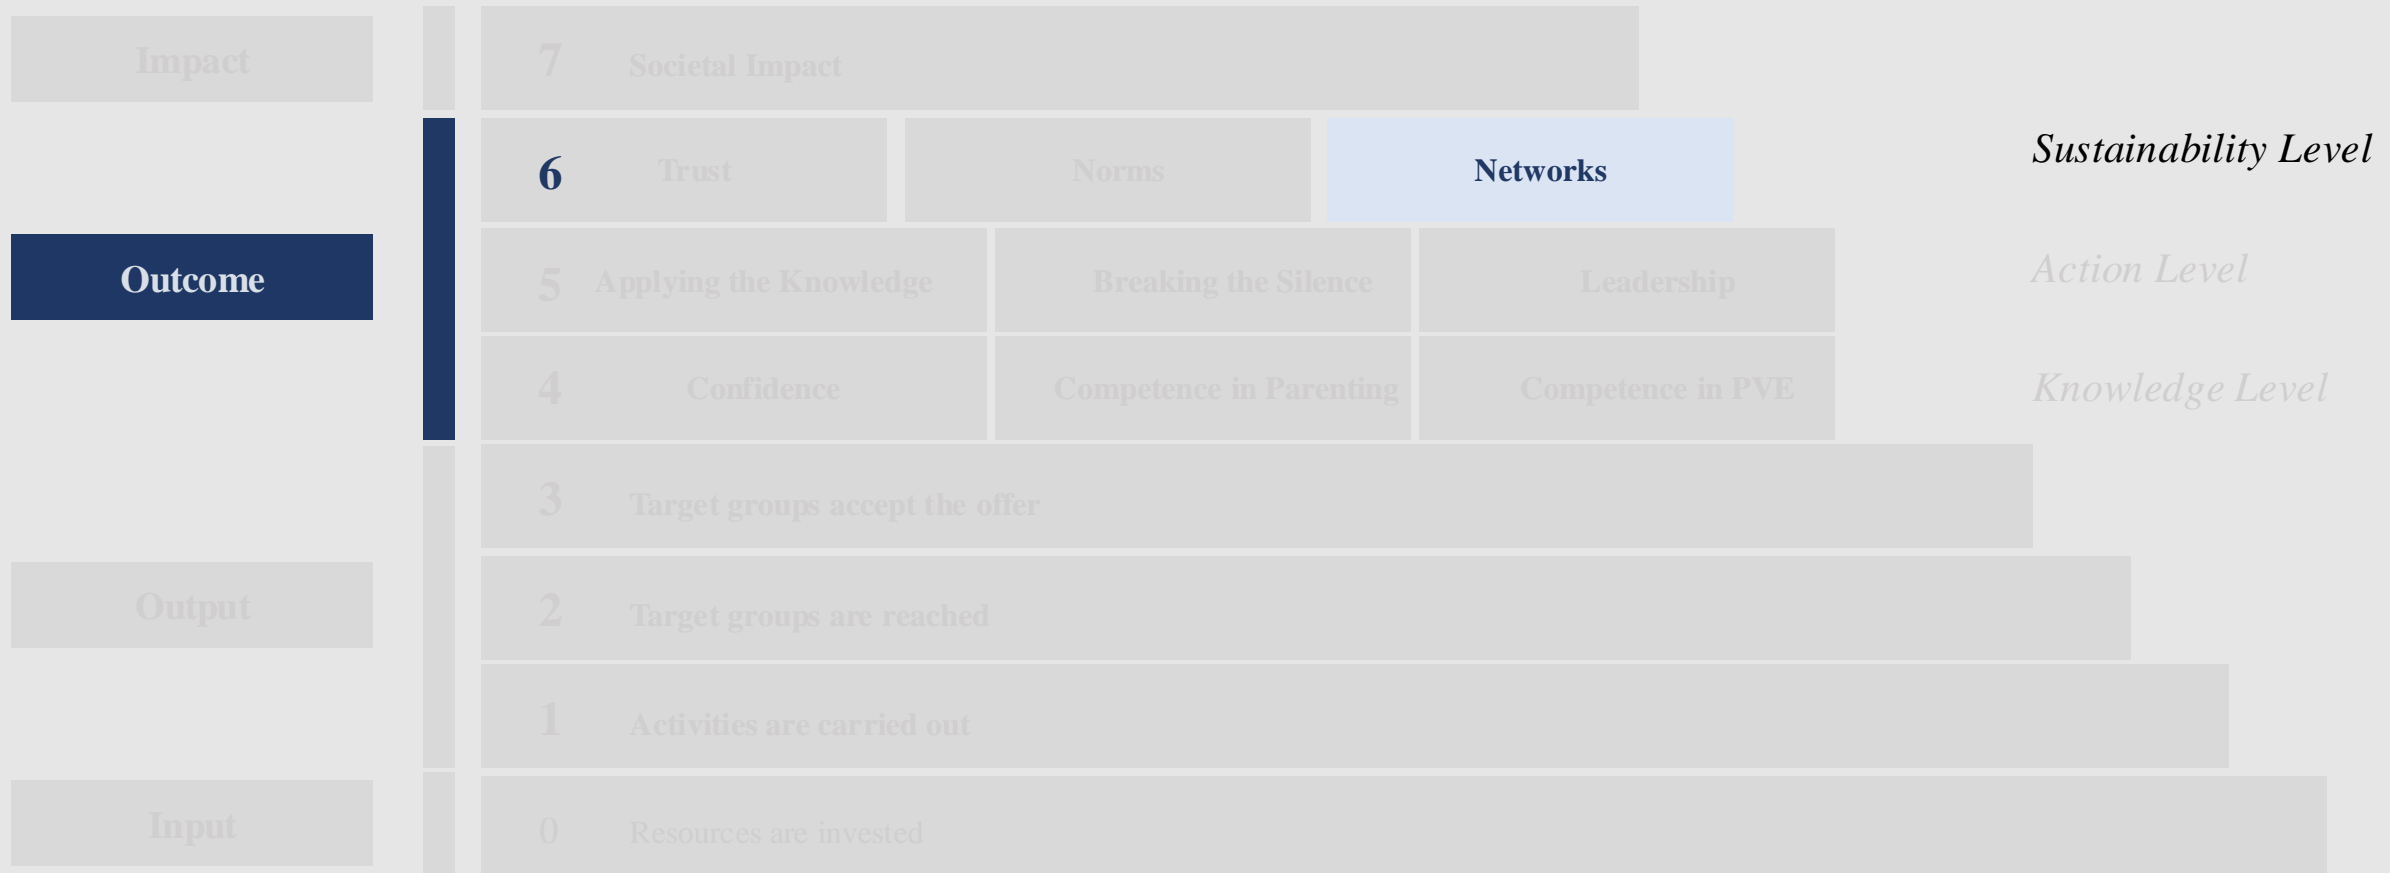 Impact
7 Societal Impact
6 Trust Norms Networks Sustainability Level
Outcome
5 Applying the Knowledge Breaking the Silence Leadership Action Level
4 Confidence Competence in Parenting Competence in PVE Knowledge Level
3 Target groups accept the offer
Output
2 Target groups are reached
1 Activities are carried out
Input
0 Resources are invested